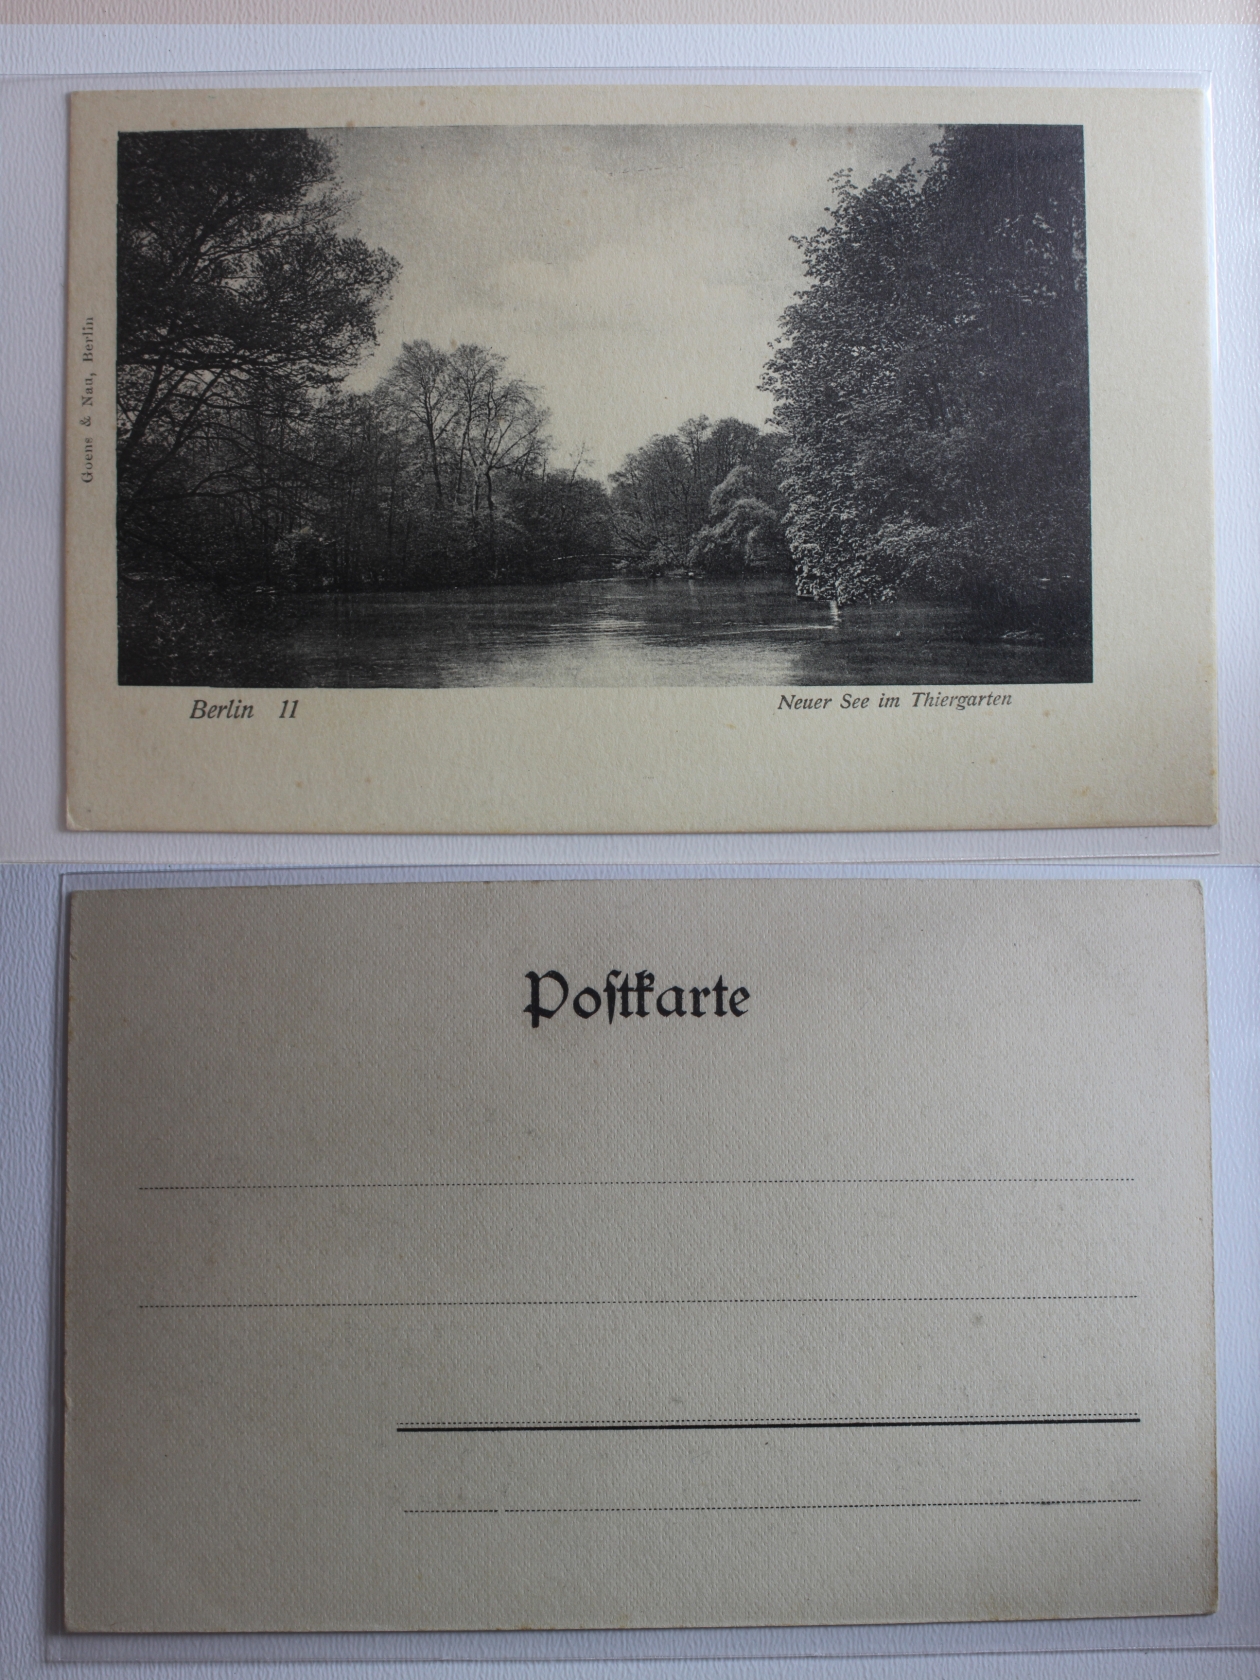 Goens & Nau, Berlin
Berlin 11
Neuer See im Thiergarten
Poſtkarte